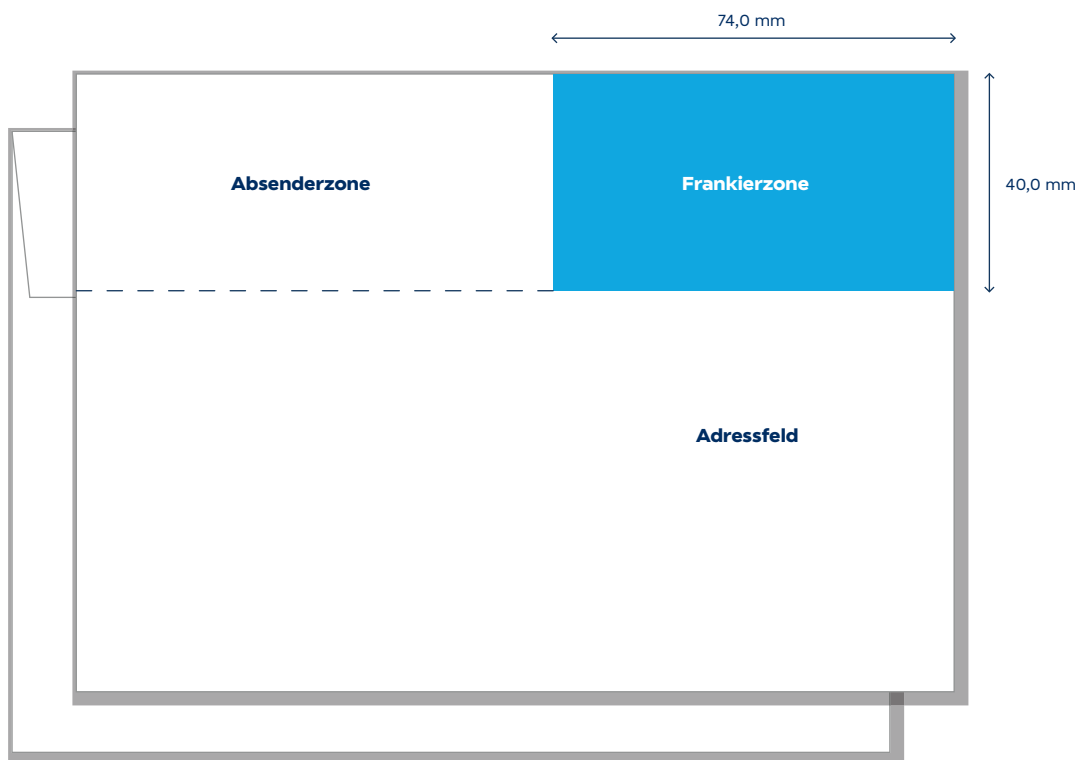 74,0 mm
Absenderzone
Frankierzone
40,0 mm
Adressfeld